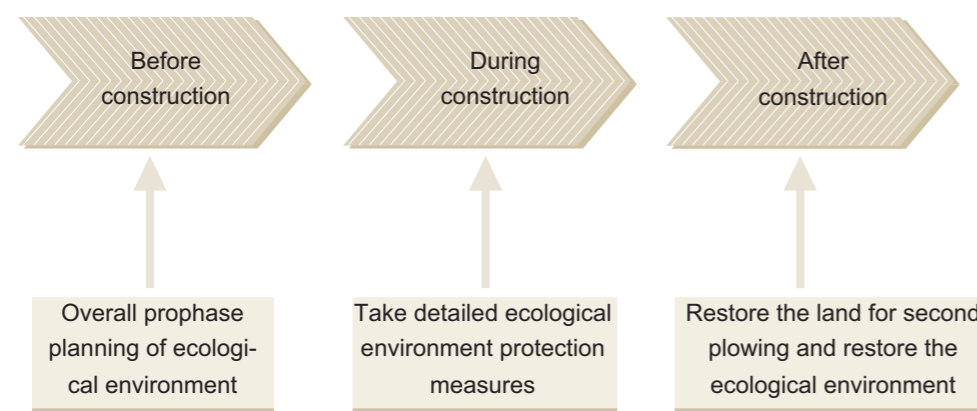 Before
construction
During
construction
After
construction
Overall prophase
planning of ecologi-
cal environment
Take detailed ecological
environment protection
measures
Restore the land for second
plowing and restore the
ecological environment